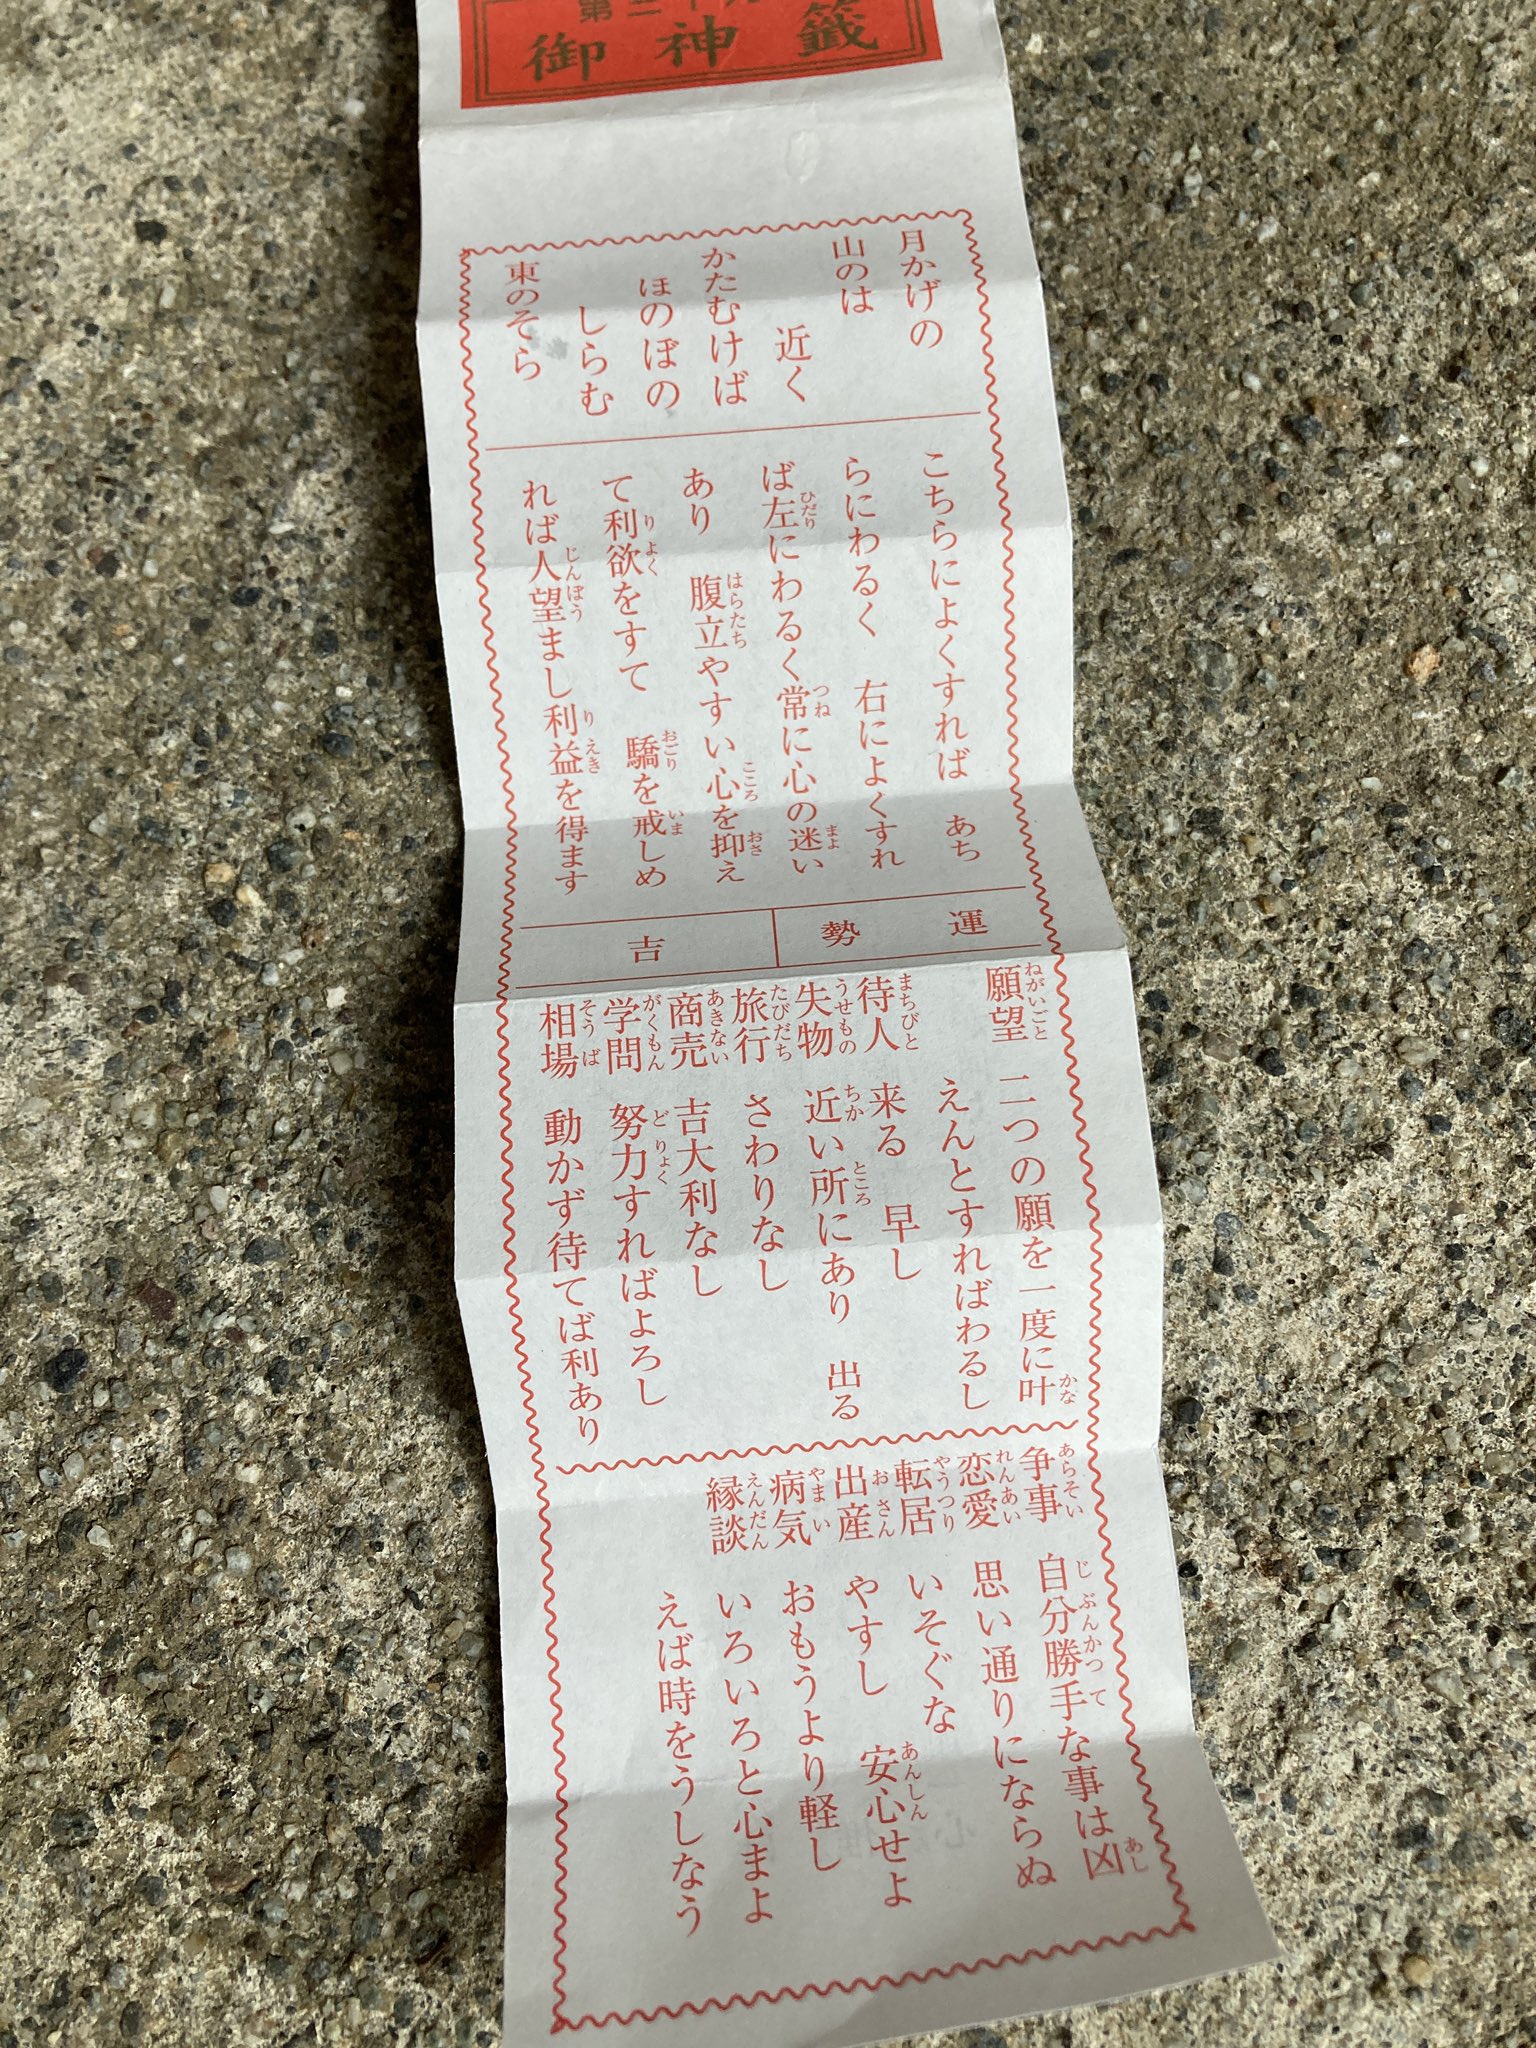 御神籤
月かげの
山のは
近く
かたむけば
ほのぼの
しらむ
東のそら
こちらによくすれば あち
らにわるく 右によくすれ
ば左にわるく常に心の迷い
あり 腹立やすい心を抑え
て利欲をすて 驕を戒しめ
れば人望まし利益を得ます
運勢 吉
願望 二つの願を一度に叶
えんとすればわるし
待人 来る 早し
失物 近い所にあり 出る
旅行 さわりなし
商売 吉大利なし
学問 努力すればよろし
相場 動かず待てば利あり
争事 自分勝手な事は凶
恋愛 思い通りにならぬ
転居 いそぐな
出産 やすし 安心せよ
病気 おもうより軽し
縁談 いろいろと心まよ
えば時をうしなう